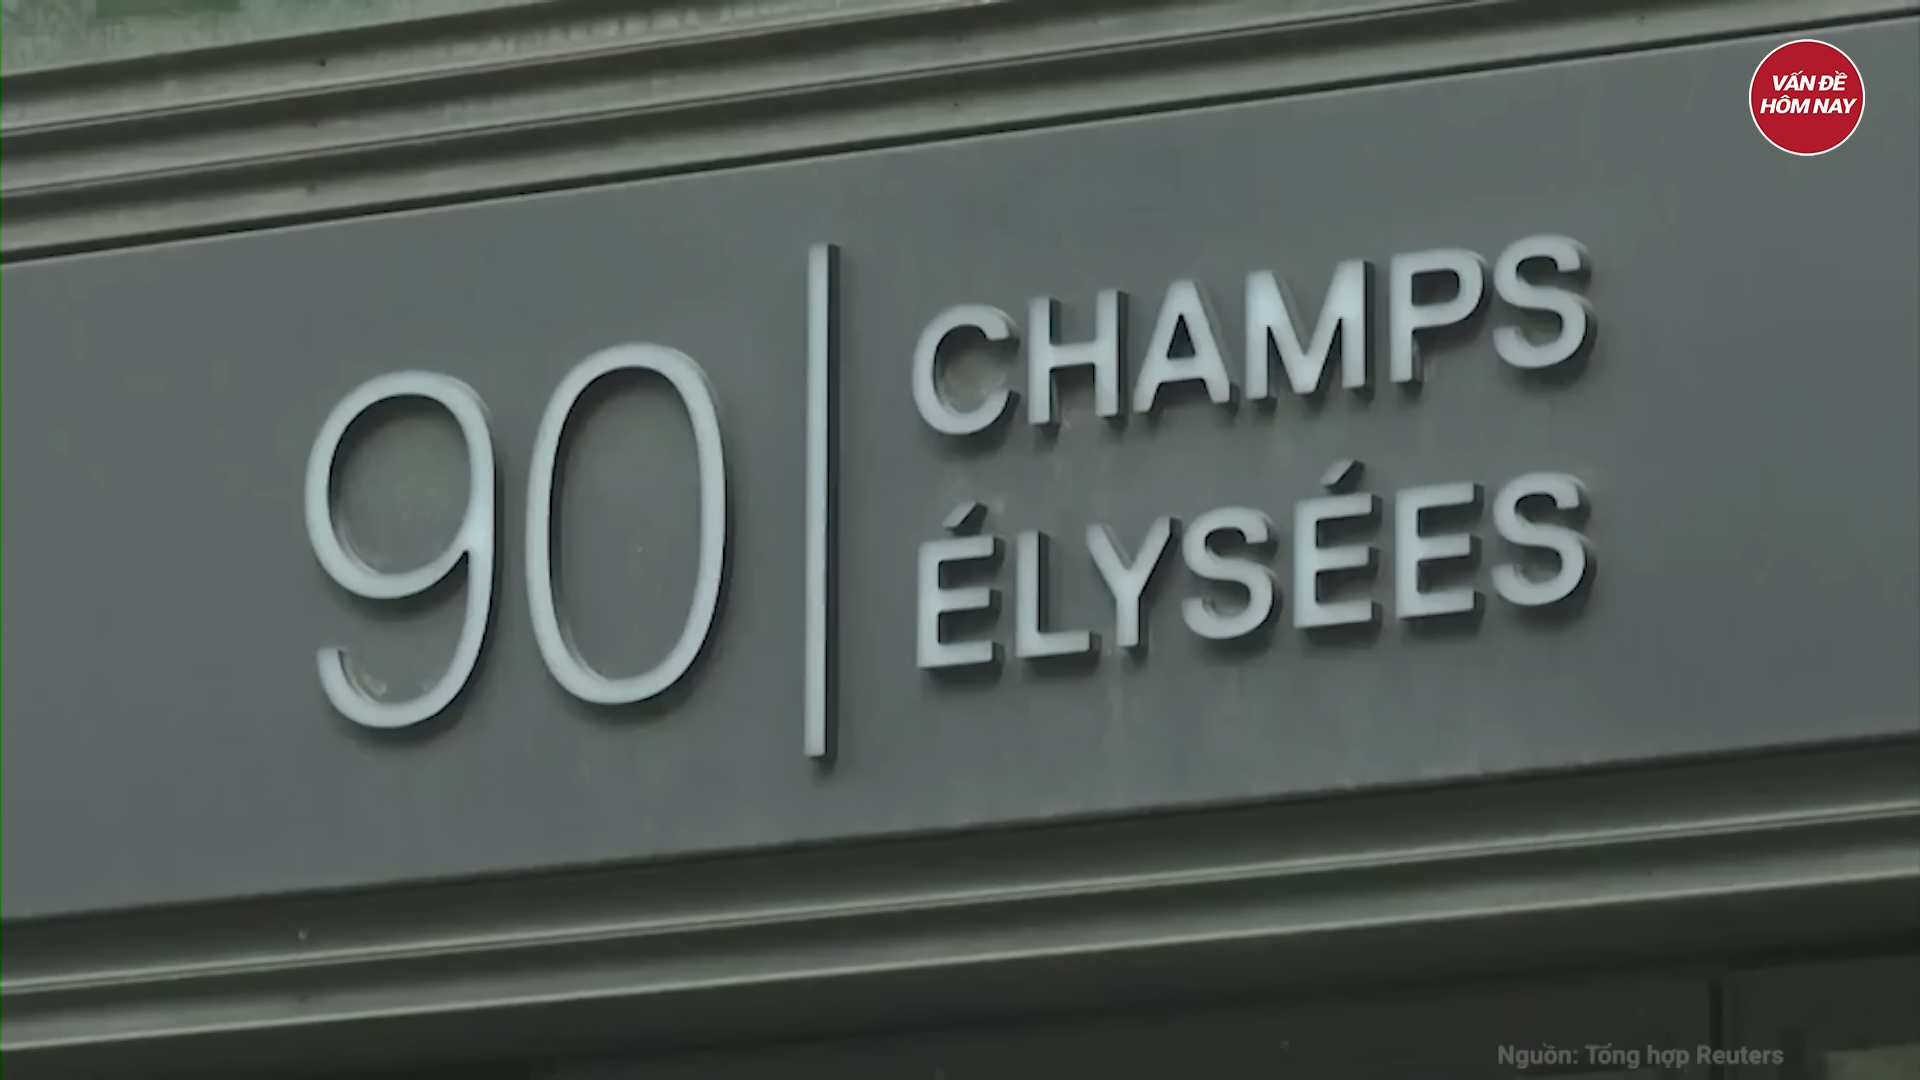 VẤN ĐỀ
HÔM NAY
90
CHAMPS
ÉLYSÉES
Nguồn: Tổng hợp Reuters